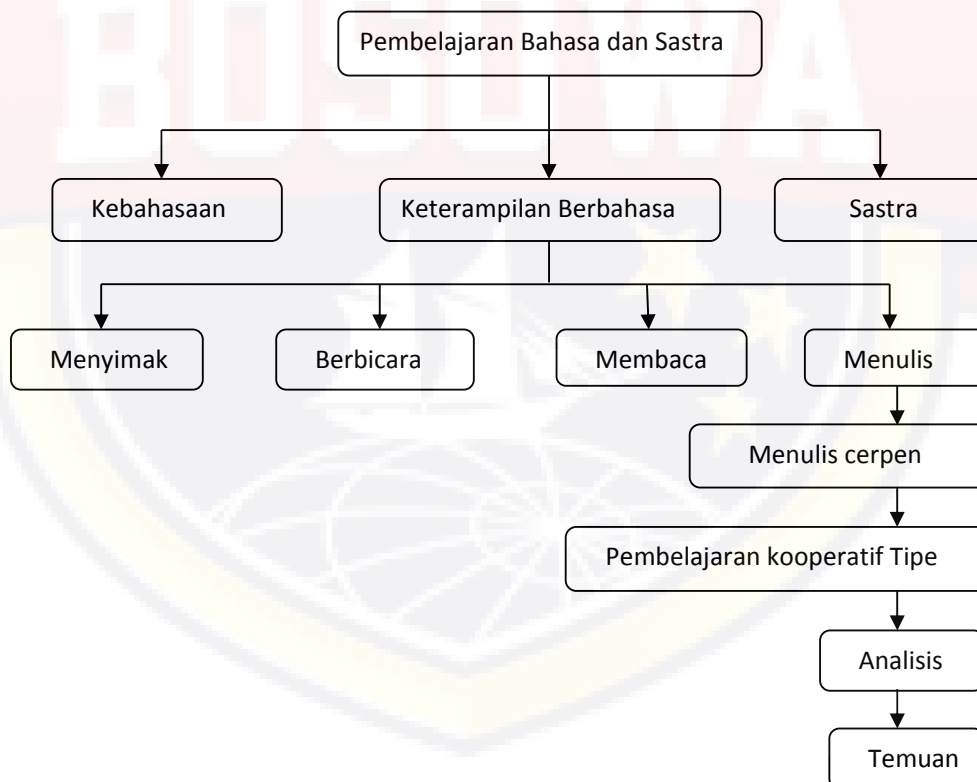 BOSOWA
Pembelajaran Bahasa dan Sastra
Kebahasaan
Keterampilan Berbahasa
Sastra
Menyimak
Berbicara
Membaca
Menulis
Menulis cerpen
Pembelajaran kooperatif Tipe
Analisis
Temuan